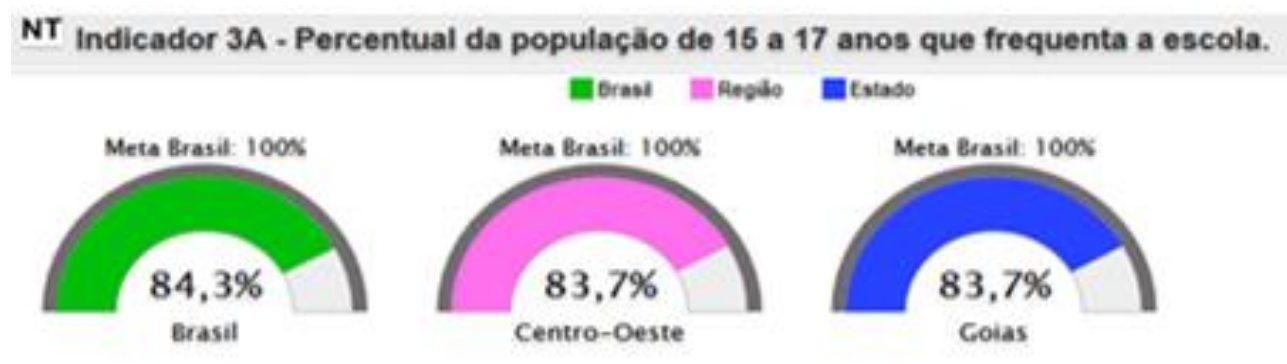 NT Indicador 3A - Percentual da população de 15 a 17 anos que frequenta a escola.
Brasil Região Estado
Meta Brasil: 100% Meta Brasil: 100% Meta Brasil: 100%
84,3% 83,7% 83,7%
Brasil Centro-Oeste Goias